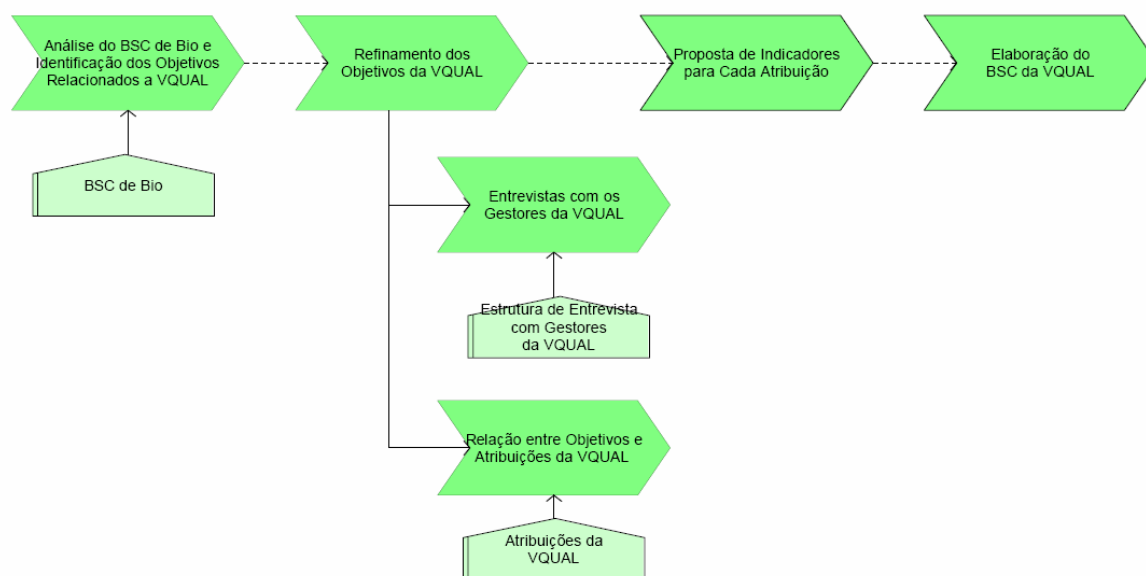 Análise do BSC de Bio e
Identificação dos Objetivos
Relacionados a VQUAL
Refinamento dos
Objetivos da VQUAL
Proposta de Indicadores
para Cada Atribuição
Elaboração do
BSC da VQUAL
BSC de Bio
Entrevistas com os
Gestores da VQUAL
Estrutura de Entrevista
com Gestores
da VQUAL
Relação entre Objetivos e
Atribuições da VQUAL
Atribuições da
VQUAL